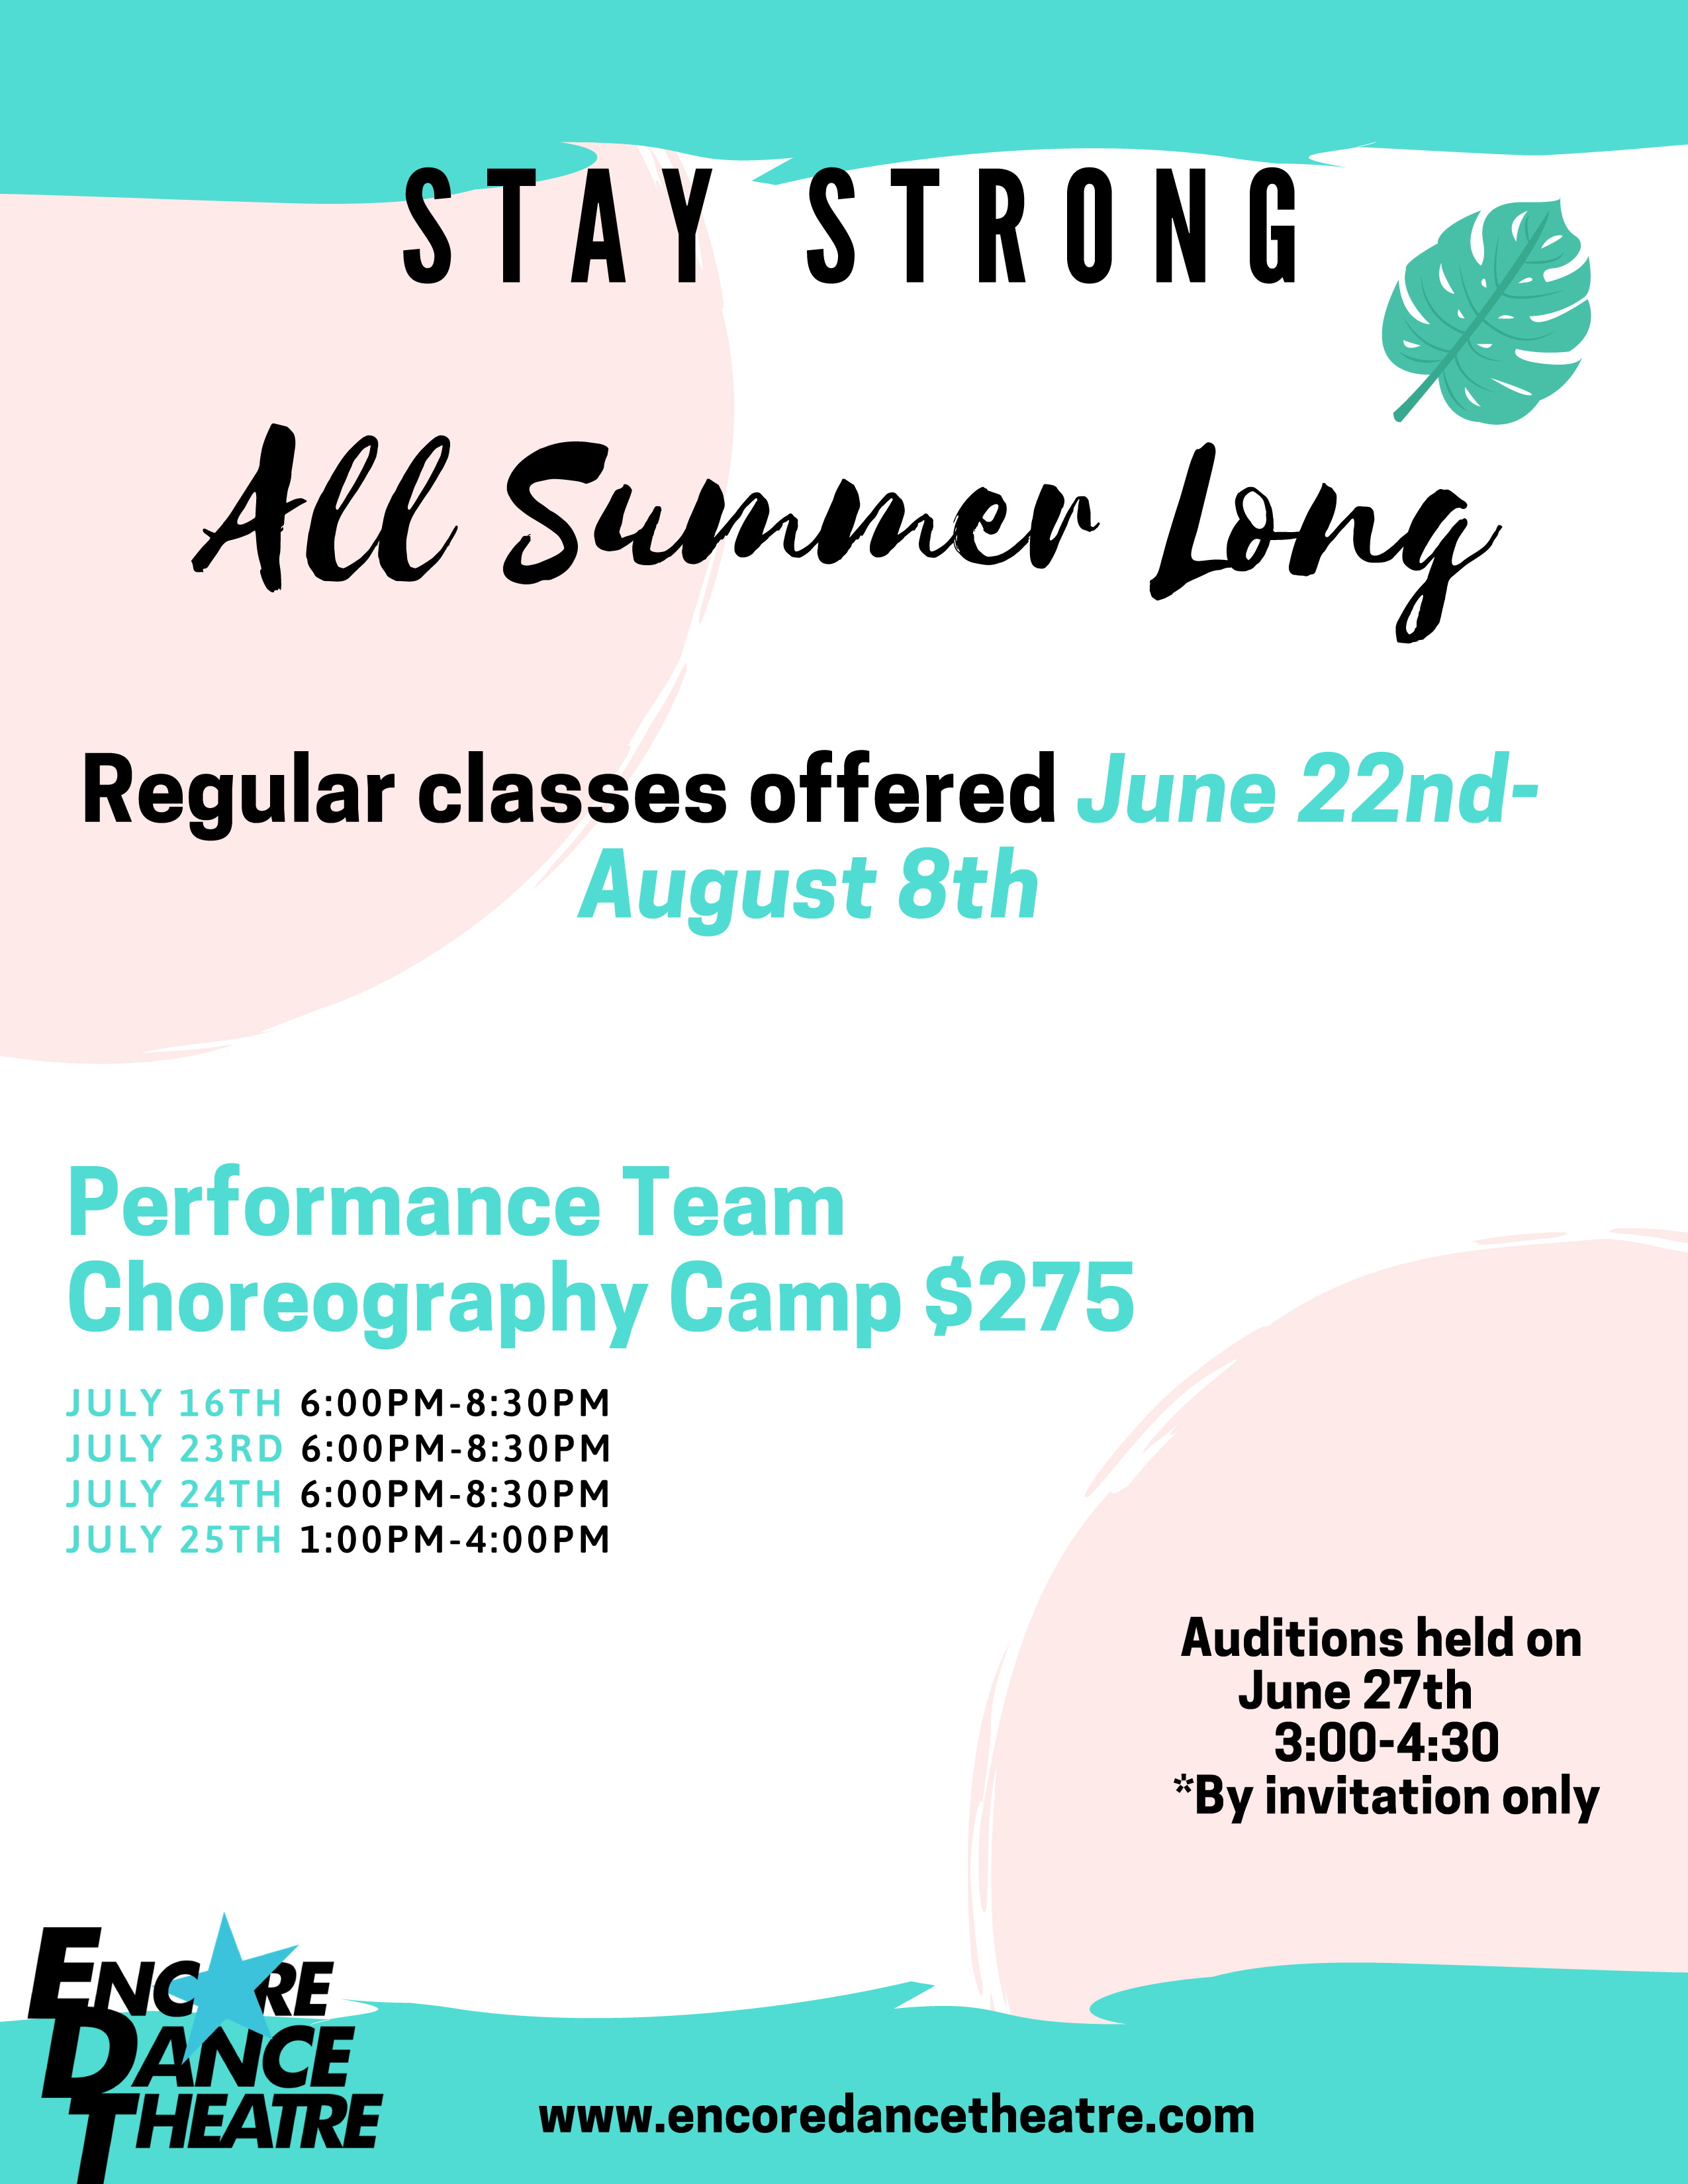 STAY STRONG
All Summer Long
Regular classes offered June 22nd-
August 8th
Performance Team
Choreography Camp $275
JULY 16TH 6:00PM-8:30PM
JULY 23RD 6:00PM-8:30PM
JULY 24TH 6:00PM-8:30PM
JULY 25TH 1:00PM-4:00PM
Auditions held on
June 27th
3:00-4:30
*By invitation only
ENCORE
DANCE
THEATRE
www.encoredancetheatre.com